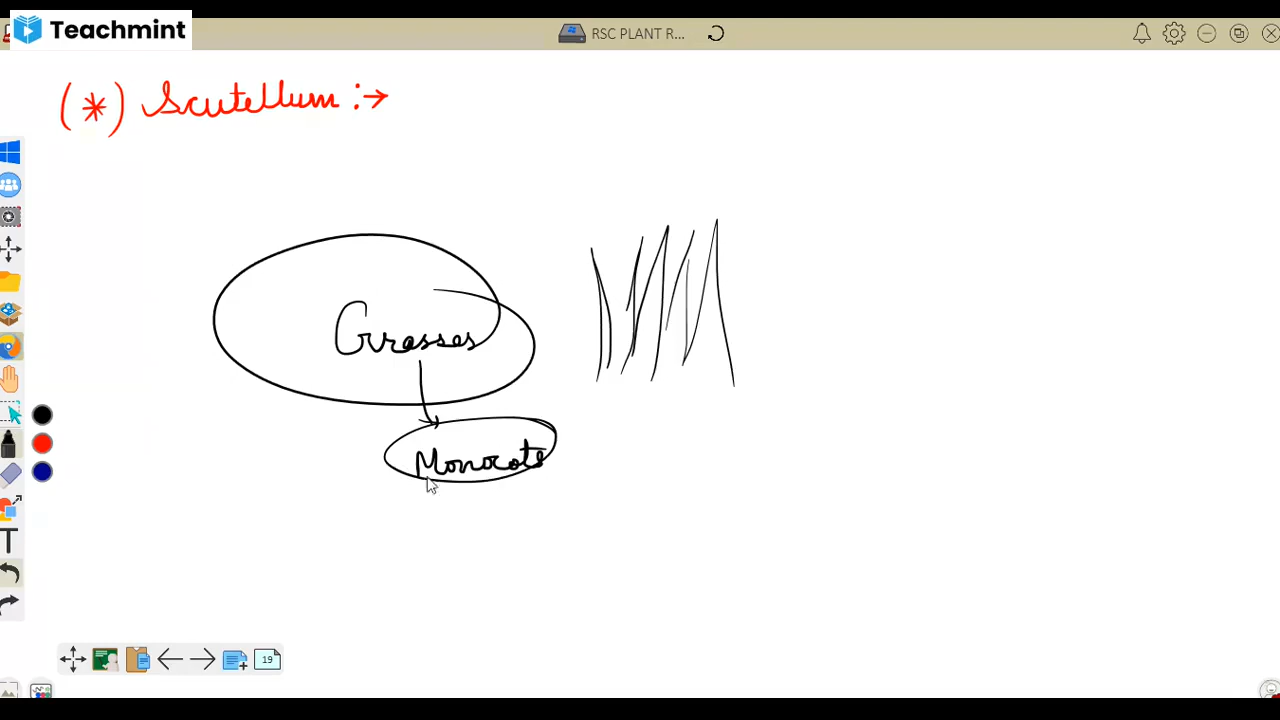 Teachmint
RSC PLANT R...
(*) Scutellum :→
Grasses
Monocots
T
19